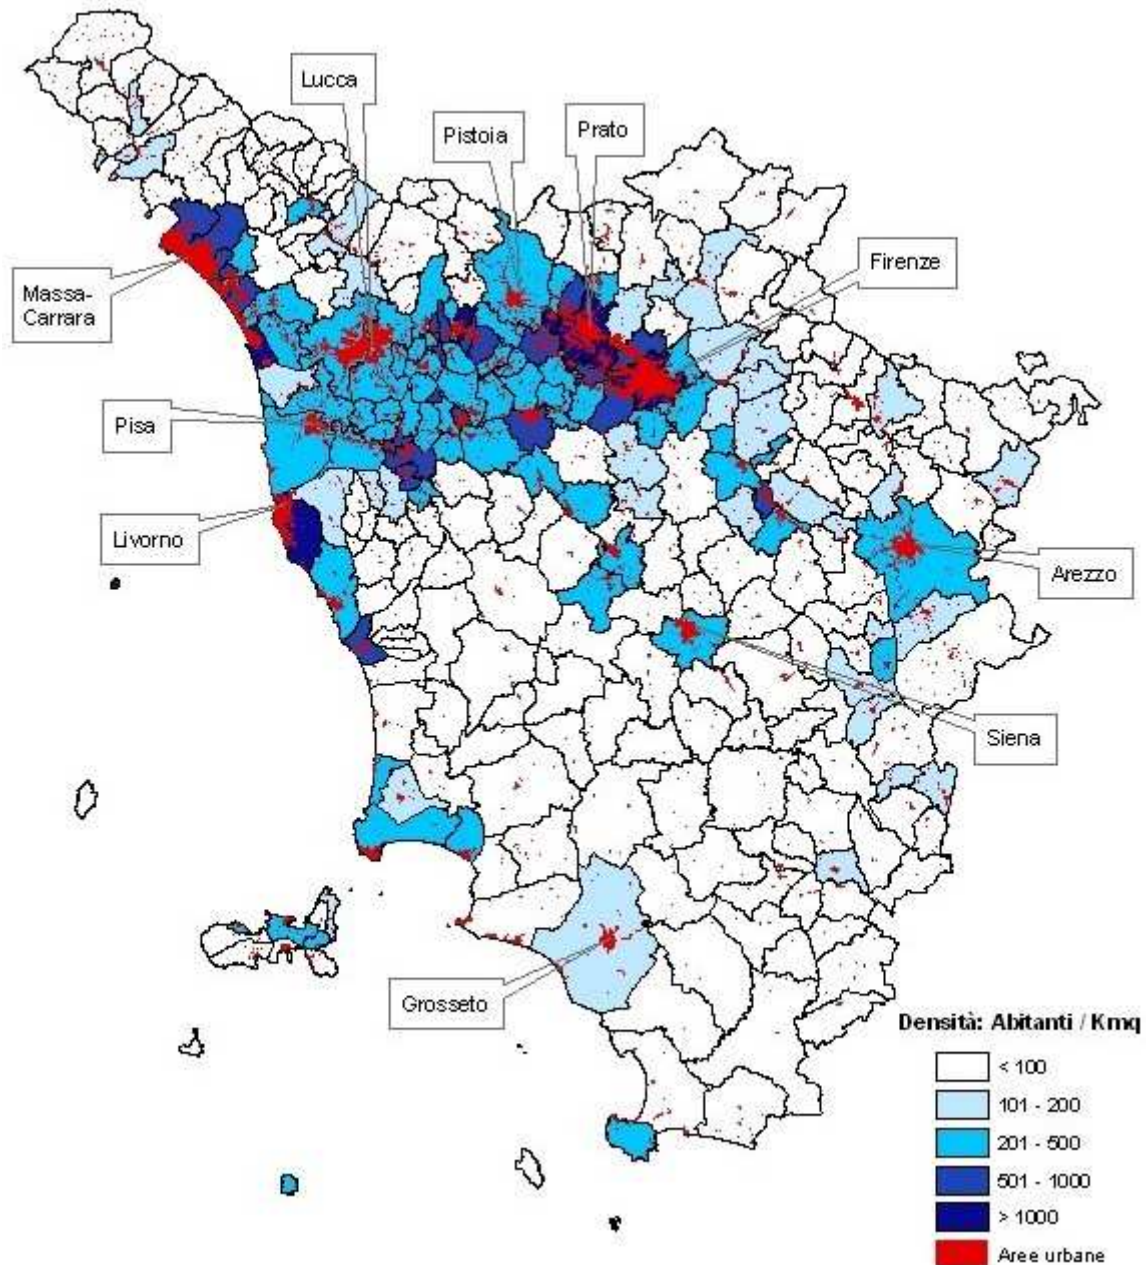 Lucca
Pistoia
Prato
Firenze
Massa-
Carrara
Pisa
Livorno
Arezzo
Siena
Grosseto
Densità: Abitanti / Kmq
< 100
101 - 200
201 - 500
501 - 1000
> 1000
Aree urbane